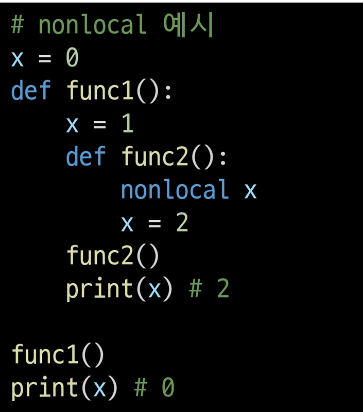 # nonlocal 예시
x = 0
def func1():
    x = 1
    def func2():
        nonlocal x
        x = 2
    func2()
    print(x) # 2

func1()
print(x) # 0